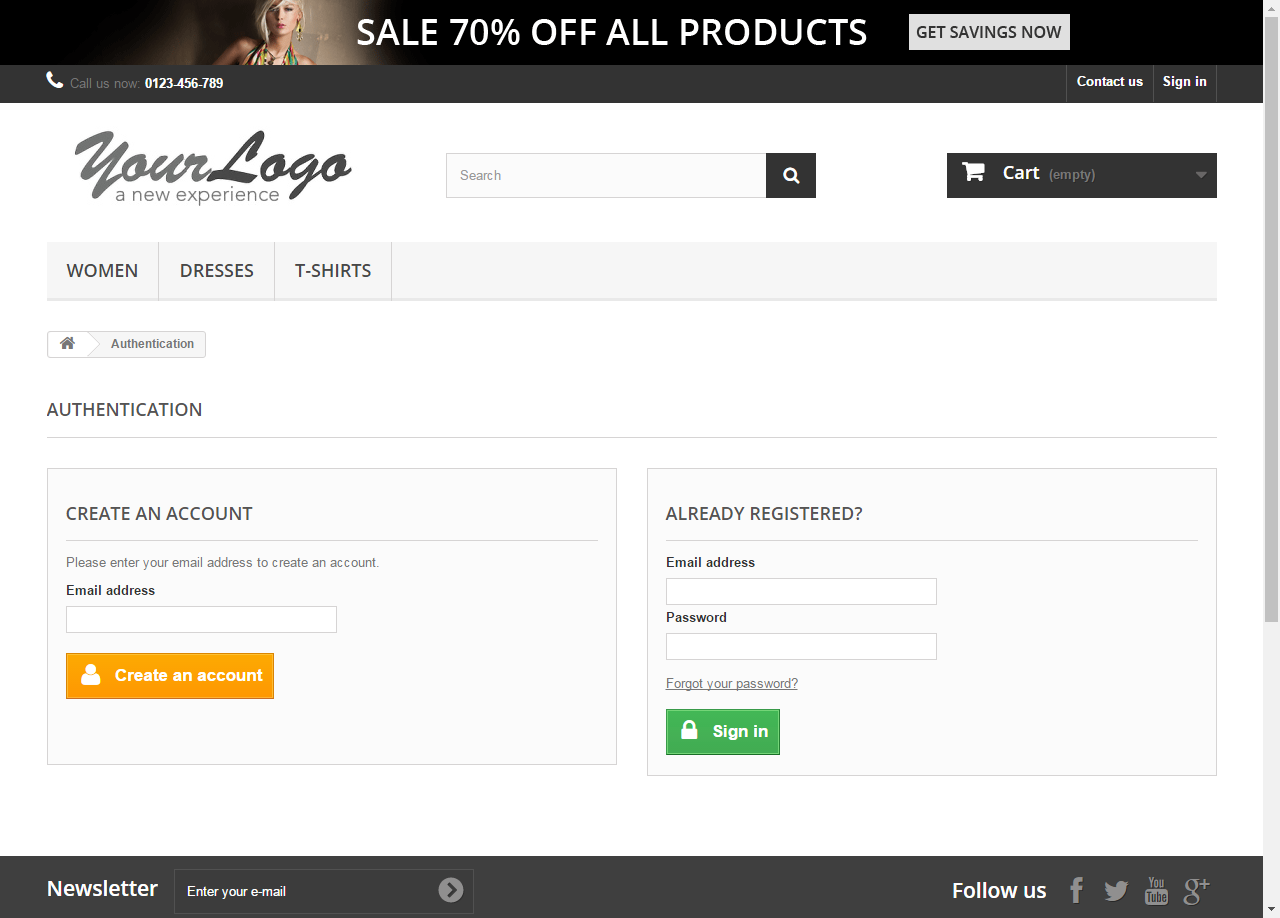 SALE 70% OFF ALL PRODUCTS GET SAVINGS NOW
Call us now: 0123-456-789 Contact us Sign in
Your Logo
a new experience
Search
Cart (empty)
WOMEN DRESSES T-SHIRTS
Authentication
AUTHENTICATION
CREATE AN ACCOUNT
Please enter your email address to create an account.
Email address
Create an account
ALREADY REGISTERED?
Email address
Password
Forgot your password?
Sign in
Newsletter Enter your e-mail
Follow us
You
Tube
g+